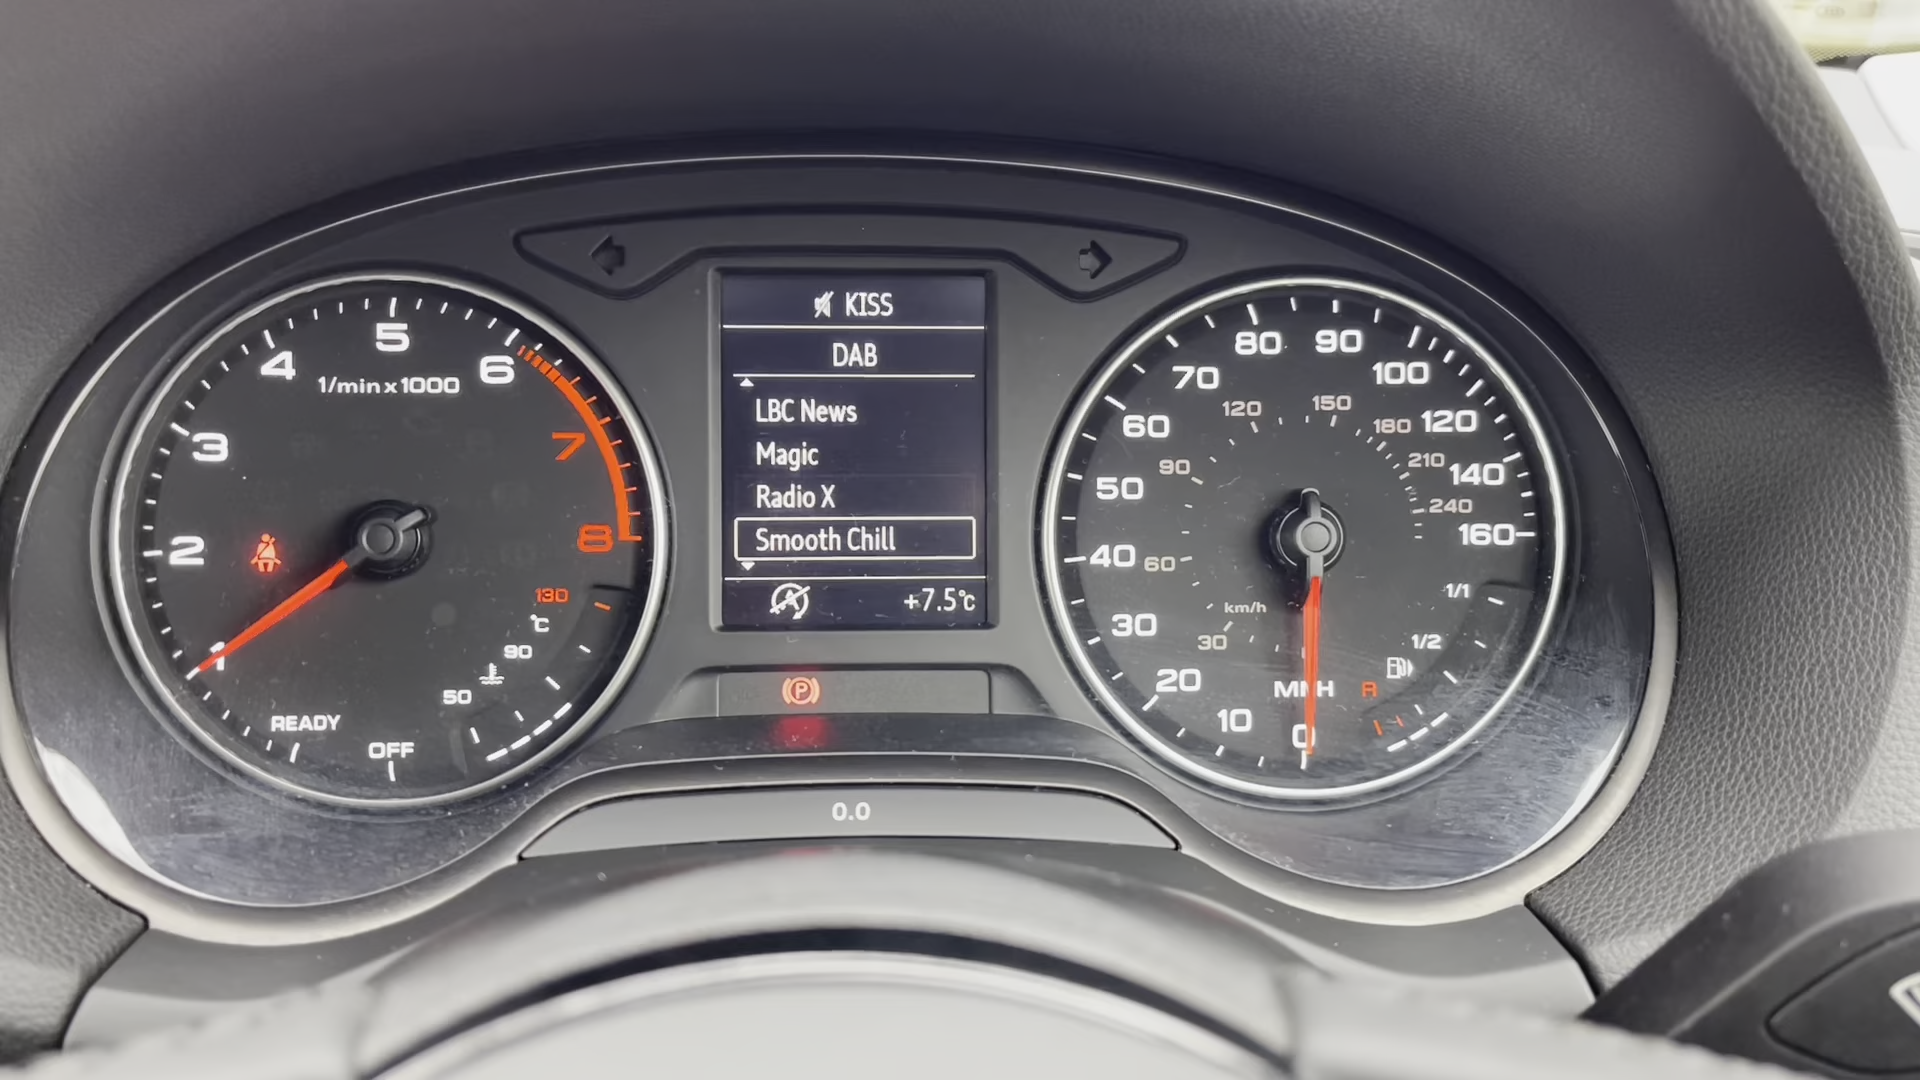 KISS
DAB
LBC News
Magic
Radio X
Smooth Chill
+7.5°C
1
2
3
4
5
6
7
8
1/min x 1000
READY
OFF
50
90
°C
130
0
10
20
30
40
50
60
70
80
90
100
120
140
160
MPH
30
60
90
120
150
180
210
240
km/h
R
1/2
1/1
P
0.0